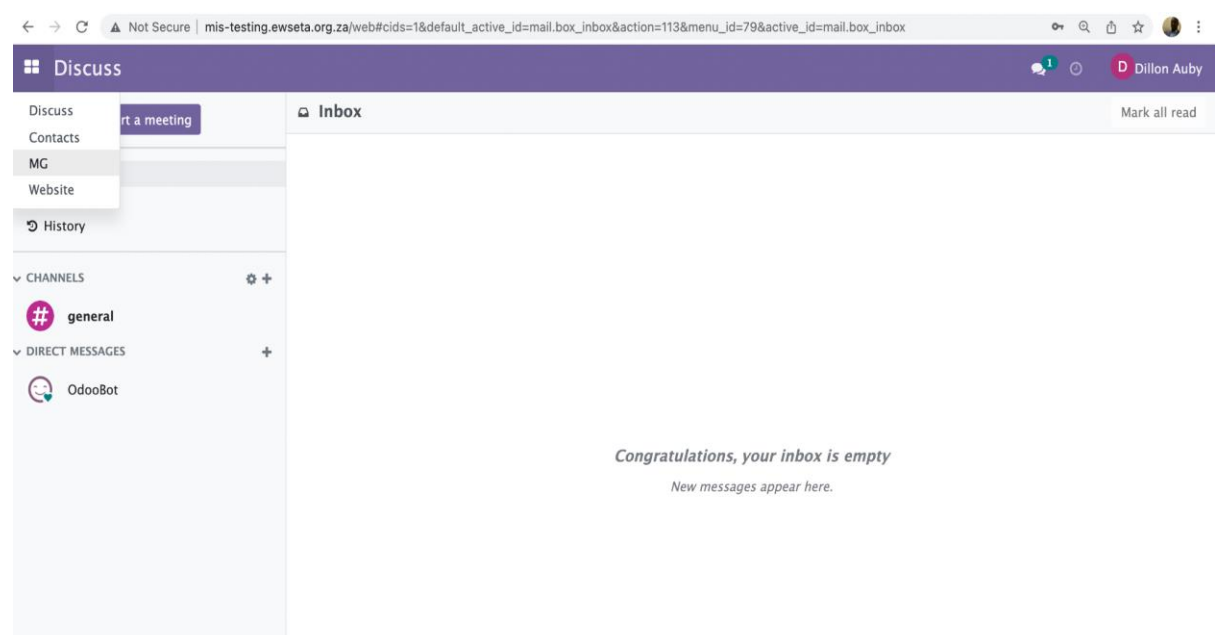 Not Secure | mis-testing.ewseta.org.za/web#cids=1&default_active_id=mail.box_inbox&action=113&menu_id=79&active_id=mail.box_inbox
Discuss
1
D Dillon Auby
Discuss
Contacts
MG
Website
rt a meeting
Inbox
Mark all read
History
CHANNELS
# general
DIRECT MESSAGES
OdooBot
Congratulations, your inbox is empty
New messages appear here.